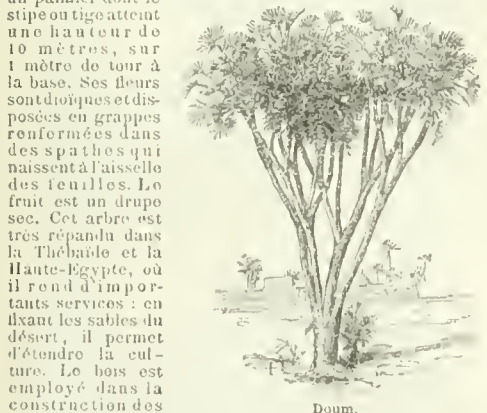 un palmier dont le
stipe ou tige atteint
une hauteur de
10 mètres, sur
1 mètre de tour à
la base. Ses fleurs
sont dioïques et dis-
posées en grappes
renfermées dans
des spathes qui
naissent à l'aisselle
des feuilles. Le
fruit est un drupe
sec. Cet arbre est
très répandu dans
la Thébaïde et la
Haute-Egypte, où
il rend d'impor-
tants services : en
fixant les sables du
désert, il permet
d'étendre la cul-
ture. Le bois est
employé dans la
construction des
Doum.